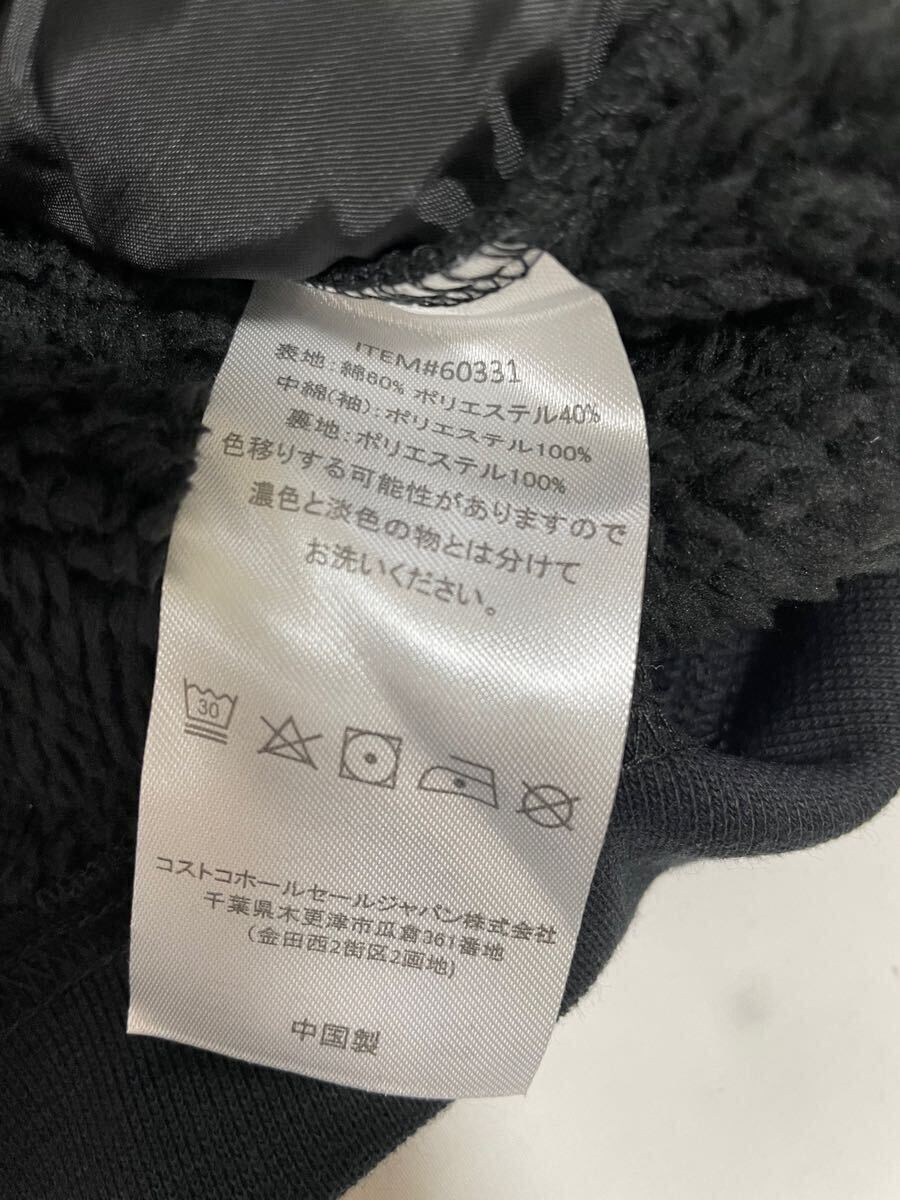 ITEM#60331
表地:綿60% ポリエステル40%
中綿(袖):ポリエステル100%
裏地:ポリエステル100%
色移りする可能性がありますので
濃色と淡色の物とは分けて
お洗いください。
30
コストコホールセールジャパン株式会社
千葉県木更津市瓜倉361番地
(金田西2街区2画地)
中国製